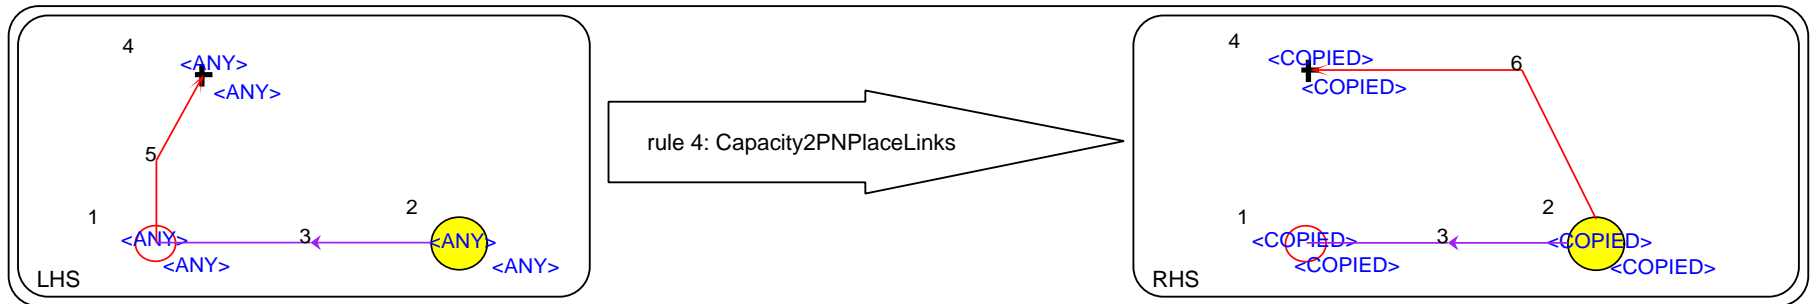 4
<ANY>
<ANY>
5
1
<ANY>
<ANY>
3
2
<ANY>
<ANY>
LHS
rule 4: Capacity2PNPlaceLinks
4
<COPIED>
<COPIED>
6
1
<COPIED>
<COPIED>
3
2
<COPIED>
<COPIED>
RHS